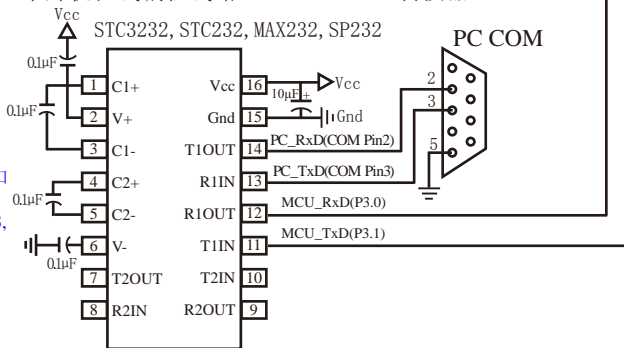 Vcc
STC3232, STC232, MAX232, SP232
PC COM
0.1μF
1 C1+ Vcc 16 Vcc
10μF +
0.1μF
2 V+ Gnd 15 Gnd
3 C1- T1OUT 14 PC_RxD(COM Pin2)
4 C2+ R1IN 13 PC_TxD(COM Pin3)
0.1μF
5 C2- R1OUT 12 MCU_RxD(P3.0)
6 V- T1IN 11 MCU_TxD(P3.1)
0.1μF
7 T2OUT T2IN 10
8 R2IN R2OUT 9
2
3
5